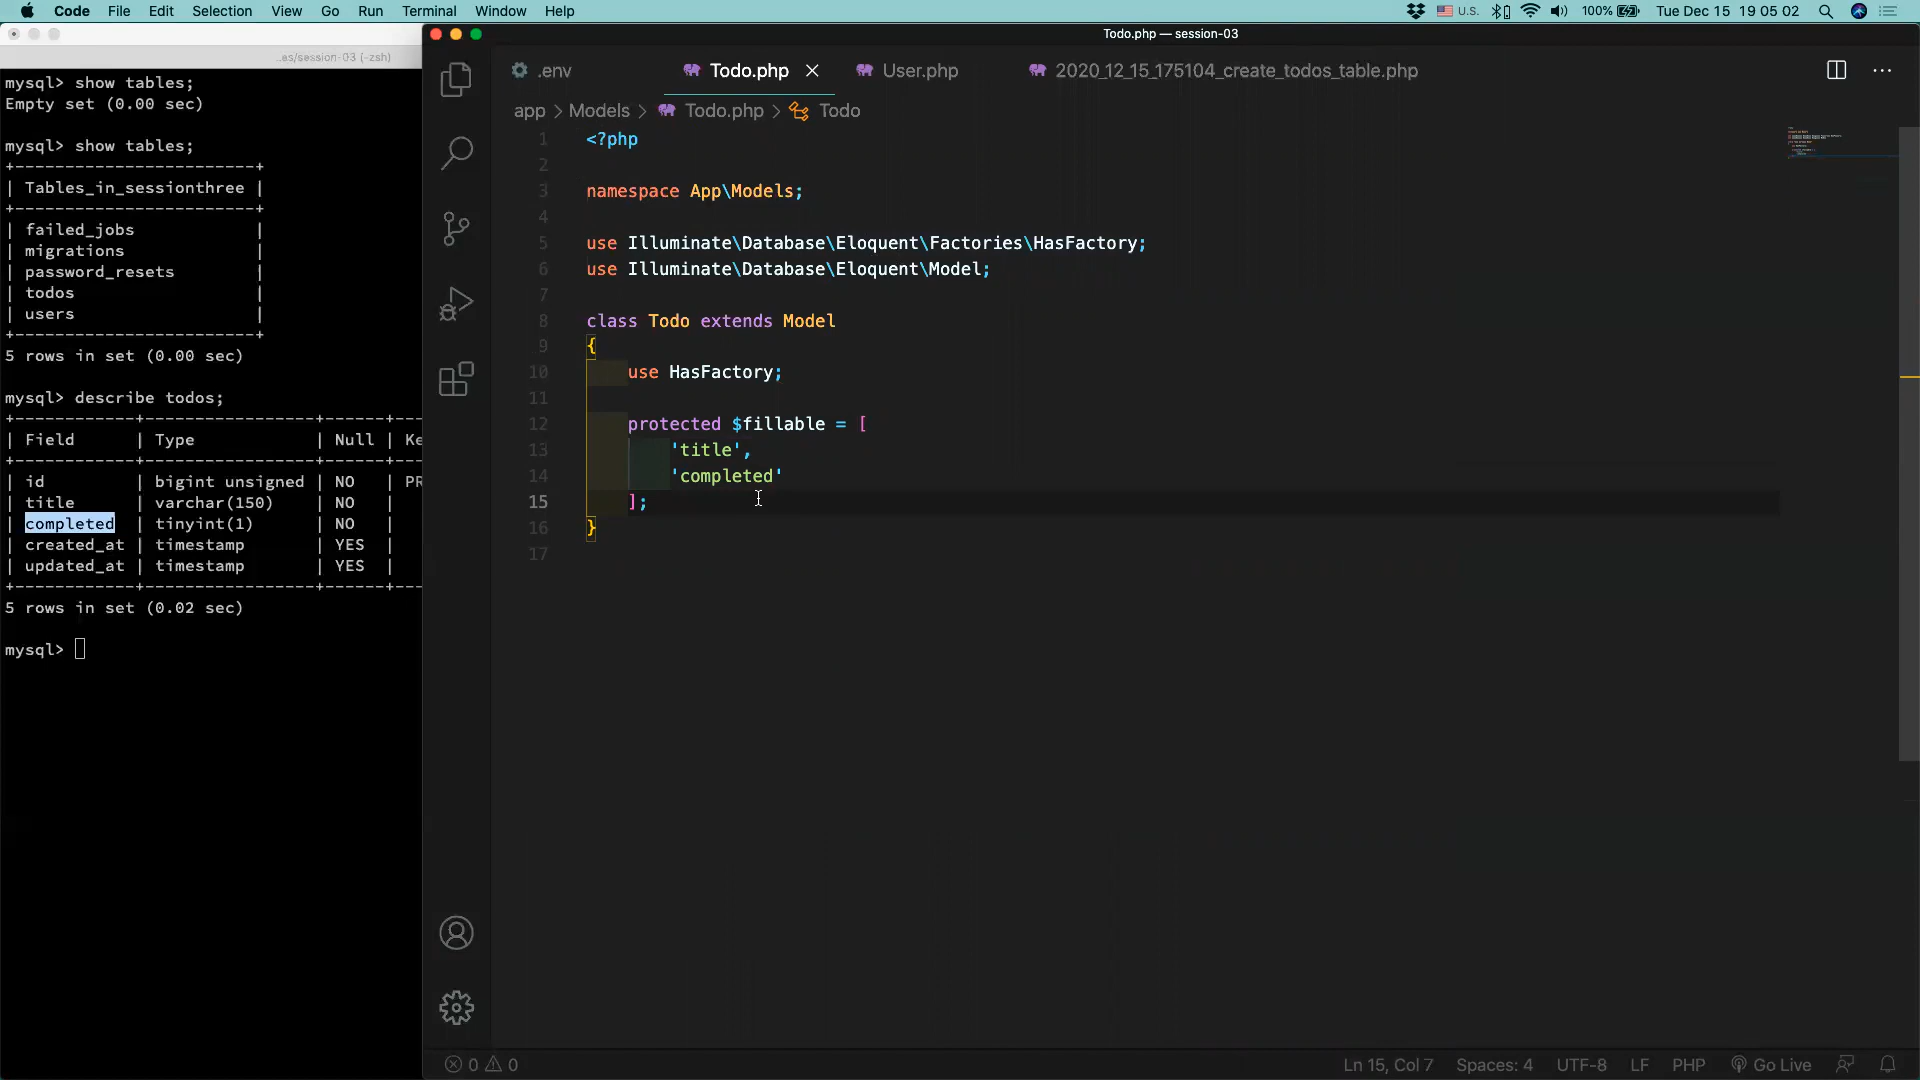 Code File Edit Selection View Go Run Terminal Window Help U.S. 100% Tue Dec 15 19 05 02
...es/session-03 (-zsh)
mysql> show tables;
Empty set (0.00 sec)
mysql> show tables;
+------------------------+
| Tables_in_sessionthree |
+------------------------+
| failed_jobs |
| migrations |
| password_resets |
| todos |
| users |
+------------------------+
5 rows in set (0.00 sec)
mysql> describe todos;
+------------+-----------------+------+---
| Field | Type | Null | Ke
+------------+-----------------+------+---
| id | bigint unsigned | NO | PR
| title | varchar(150) | NO |
| completed | tinyint(1) | NO |
| created_at | timestamp | YES |
| updated_at | timestamp | YES |
+------------+-----------------+------+---
5 rows in set (0.02 sec)
mysql>
Todo.php — session-03
.env Todo.php User.php 2020_12_15_175104_create_todos_table.php
app > Models > Todo.php > Todo
1 <?php
2
3 namespace App\Models;
4
5 use Illuminate\Database\Eloquent\Factories\HasFactory;
6 use Illuminate\Database\Eloquent\Model;
7
8 class Todo extends Model
9 {
10 use HasFactory;
11
12 protected $fillable = [
13 'title',
14 'completed'
15 ];
16 }
17
0 0 Ln 15, Col 7 Spaces: 4 UTF-8 LF PHP Go Live